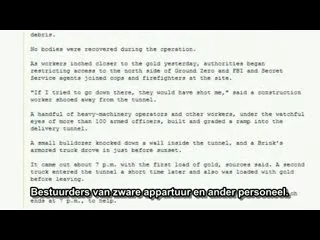 debris.
No bodies were recovered during the operation.
As workers inched closer to the gold yesterday, authorities began
restricting access to the north side of Ground Zero and FBI and Secret
Service agents joined cops and firefighters at the site.
"If I tried to go down there, they would have shot me," said a construction
worker shooed away from the tunnel.
A handful of heavy-machinery operators and other workers, under the watchful
eyes of more than 100 armed officers, built and graded a ramp into the
delivery tunnel.
A small bulldozer knocked down a wall inside the tunnel, and a Brink's
armored truck drove in just before sunset.
It came out about 7 p.m. with the first load of gold, sources said. A second
truck entered the tunnel a short time later and also was loaded with gold
before leaving.
Bestuurders van zware appartuur en ander personeel.
ends at 7 p.m., to help.